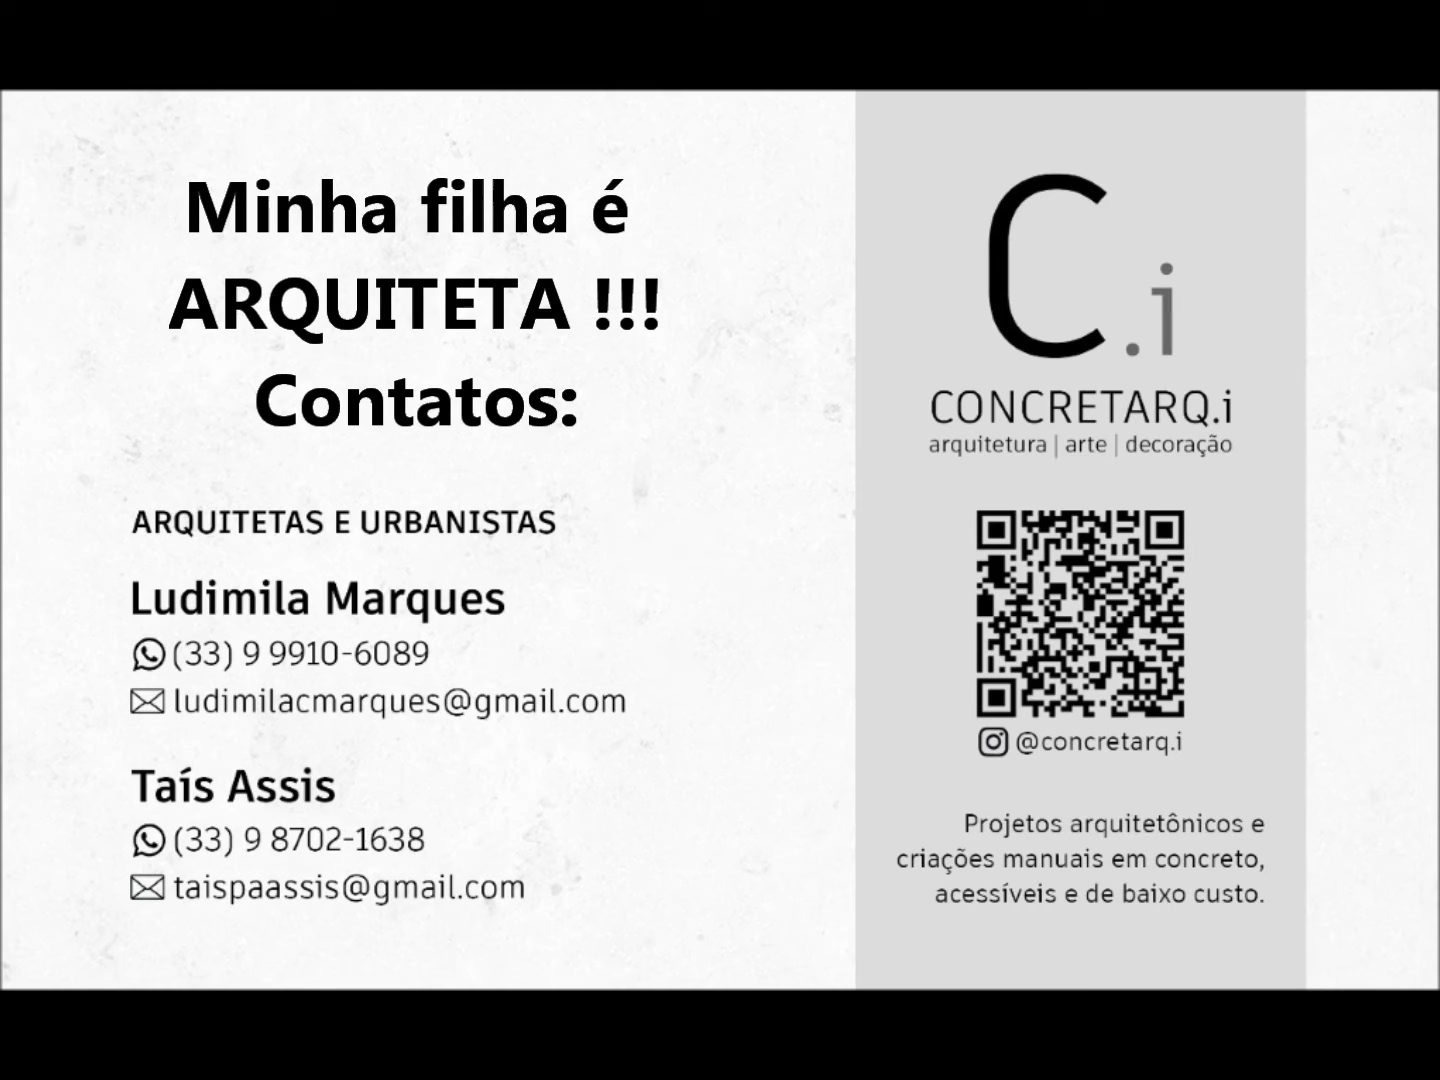 Minha filha é
ARQUITETA !!!
Contatos:
ARQUITETAS E URBANISTAS
Ludimila Marques
(33) 9 9910-6089
ludimilacmarques@gmail.com
Taís Assis
(33) 9 8702-1638
taispaassis@gmail.com
C.i
CONCRETARQ.i
arquitetura | arte | decoração
@concretarq.i
Projetos arquitetônicos e
criações manuais em concreto,
acessíveis e de baixo custo.